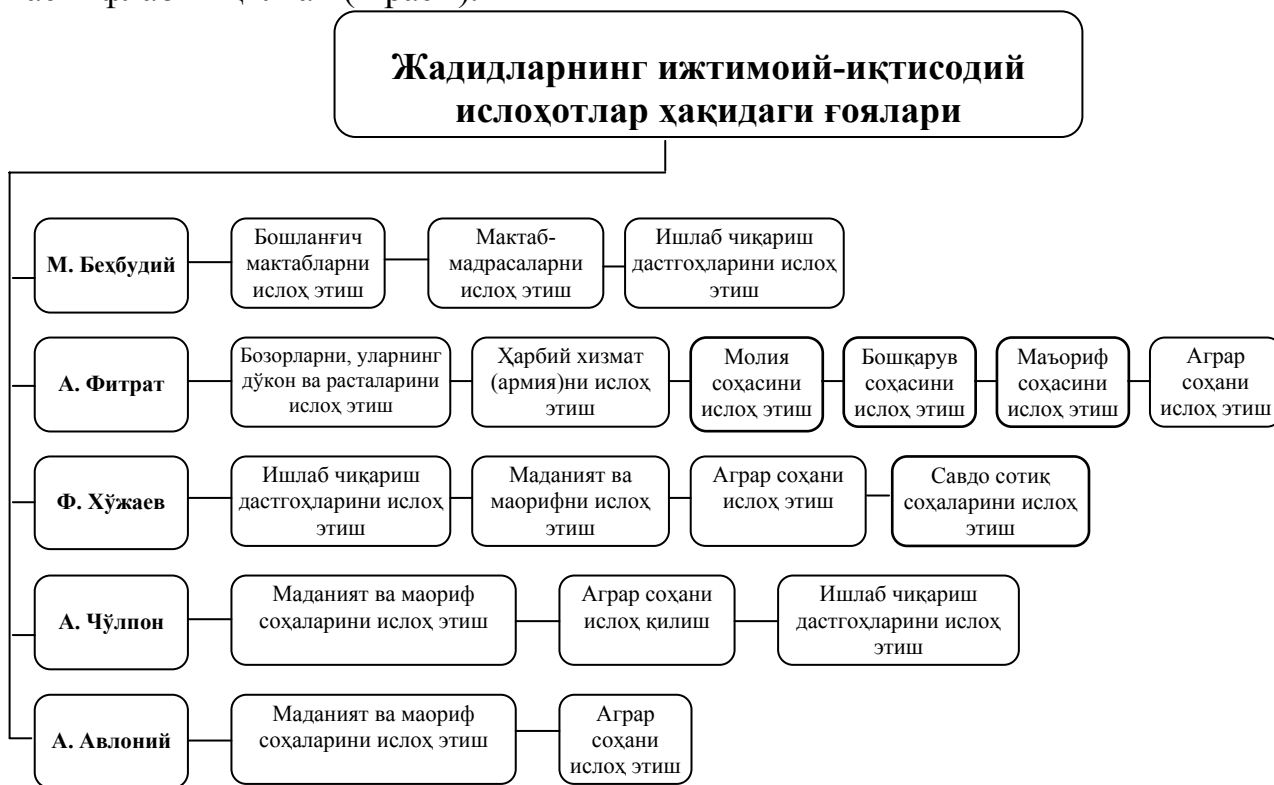 Жадидларнинг ижтимоий-иқтисодий
ислоҳотлар ҳақидаги ғоялари
М. Беҳбудий
Бошланғич
мактабларни
ислоҳ этиш
Мактаб-
мадрасаларни
ислоҳ этиш
Ишлаб чиқариш
дастгоҳларини ислоҳ
этиш
А. Фитрат
Бозорларни, уларнинг
дўкон ва расталарини
ислоҳ этиш
Ҳарбий хизмат
(армия)ни ислоҳ
этиш
Молия
соҳасини
ислоҳ этиш
Бошқарув
соҳасини
ислоҳ этиш
Маъориф
соҳасини
ислоҳ этиш
Аграр
соҳани
ислоҳ этиш
Ф. Хўжаев
Ишлаб чиқариш
дастгоҳларини ислоҳ
этиш
Маданият ва
маорифни ислоҳ
этиш
Аграр соҳани
ислоҳ этиш
Савдо сотиқ
соҳаларини ислоҳ
этиш
А. Чўлпон
Маданият ва маориф
соҳаларини ислоҳ этиш
Аграр соҳани
ислоҳ қилиш
Ишлаб чиқариш
дастгоҳларини ислоҳ
этиш
А. Авлоний
Маданият ва маориф
соҳаларини ислоҳ этиш
Аграр
соҳани
ислоҳ этиш